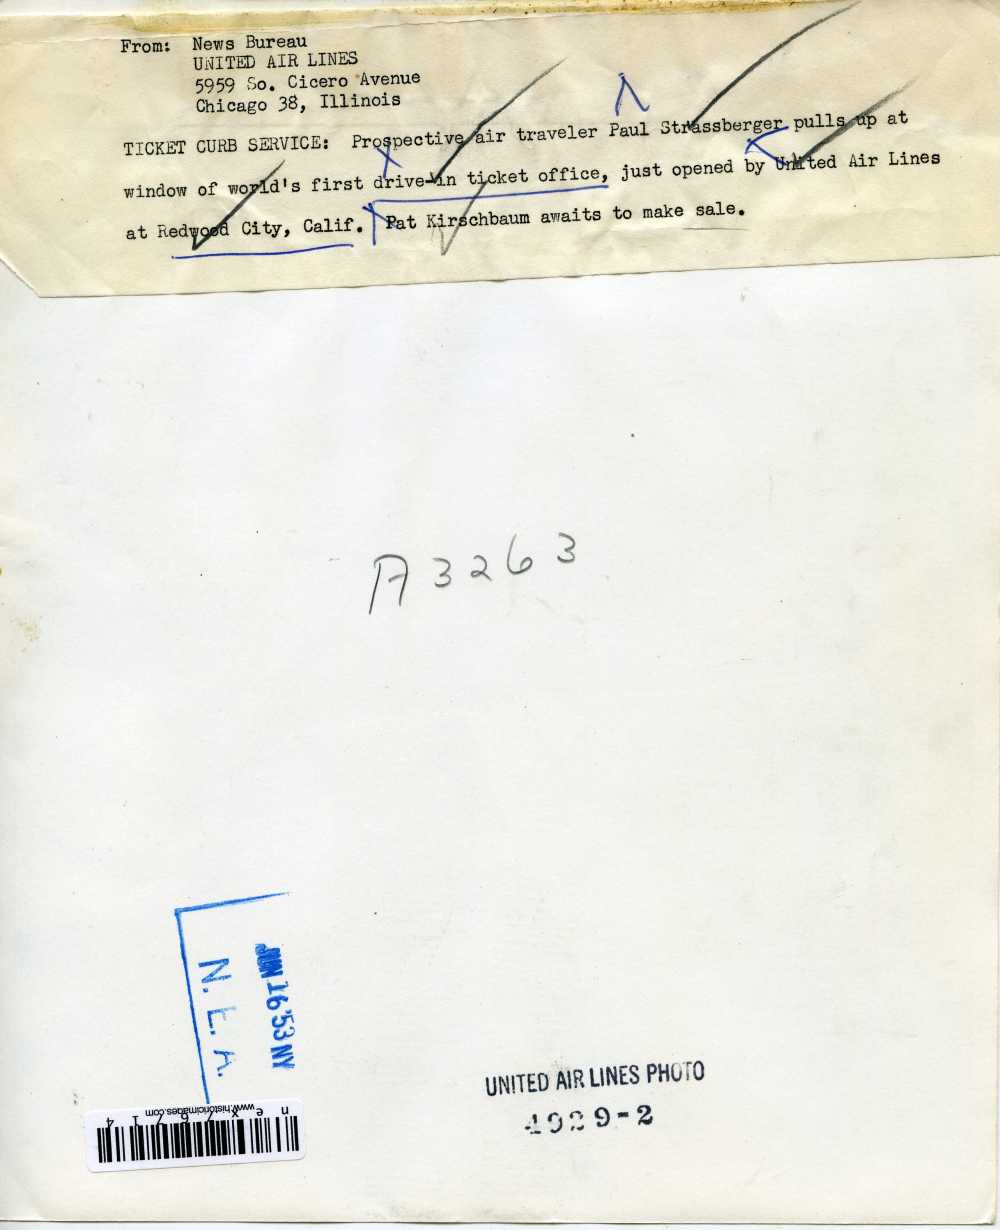 From: News Bureau
UNITED AIR LINES
5959 So. Cicero Avenue
Chicago 38, Illinois
TICKET CURB SERVICE: Prospective air traveler Paul Strassberger pulls up at
window of world's first drive-in ticket office, just opened by United Air Lines
at Redwood City, Calif. Pat Kirschbaum awaits to make sale.
A3263
JUN 16'53 NY
N.E.A.
UNITED AIR LINES PHOTO
4929-2
www.historicimages.com
nex76714